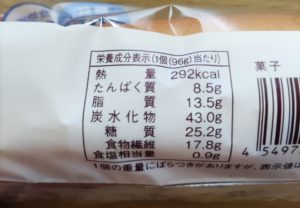 栄養成分表示(1個(96g)当たり)
熱量 292kcal
たんぱく質 8.5g
脂質 13.5g
炭水化物 43.0g
糖質 25.2g
食物繊維 17.8g
食塩相当量 0.9g
1個の重量にばらつきがありますが、表示値は
菓子
4 5497